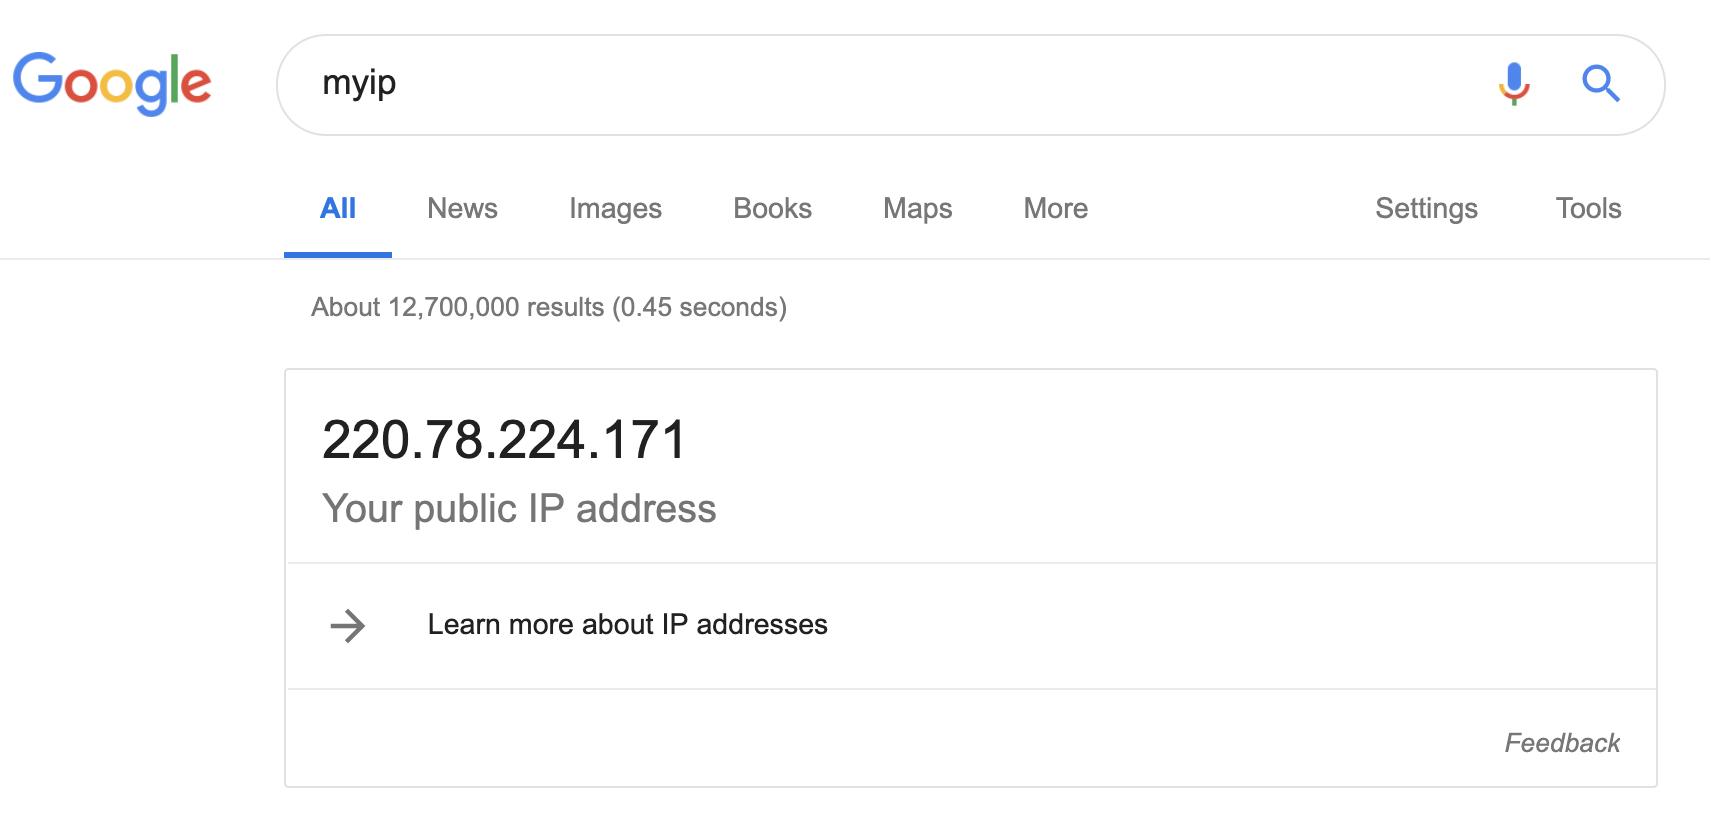 Google
myip
All News Images Books Maps More Settings Tools
About 12,700,000 results (0.45 seconds)
220.78.224.171
Your public IP address
Learn more about IP addresses
Feedback